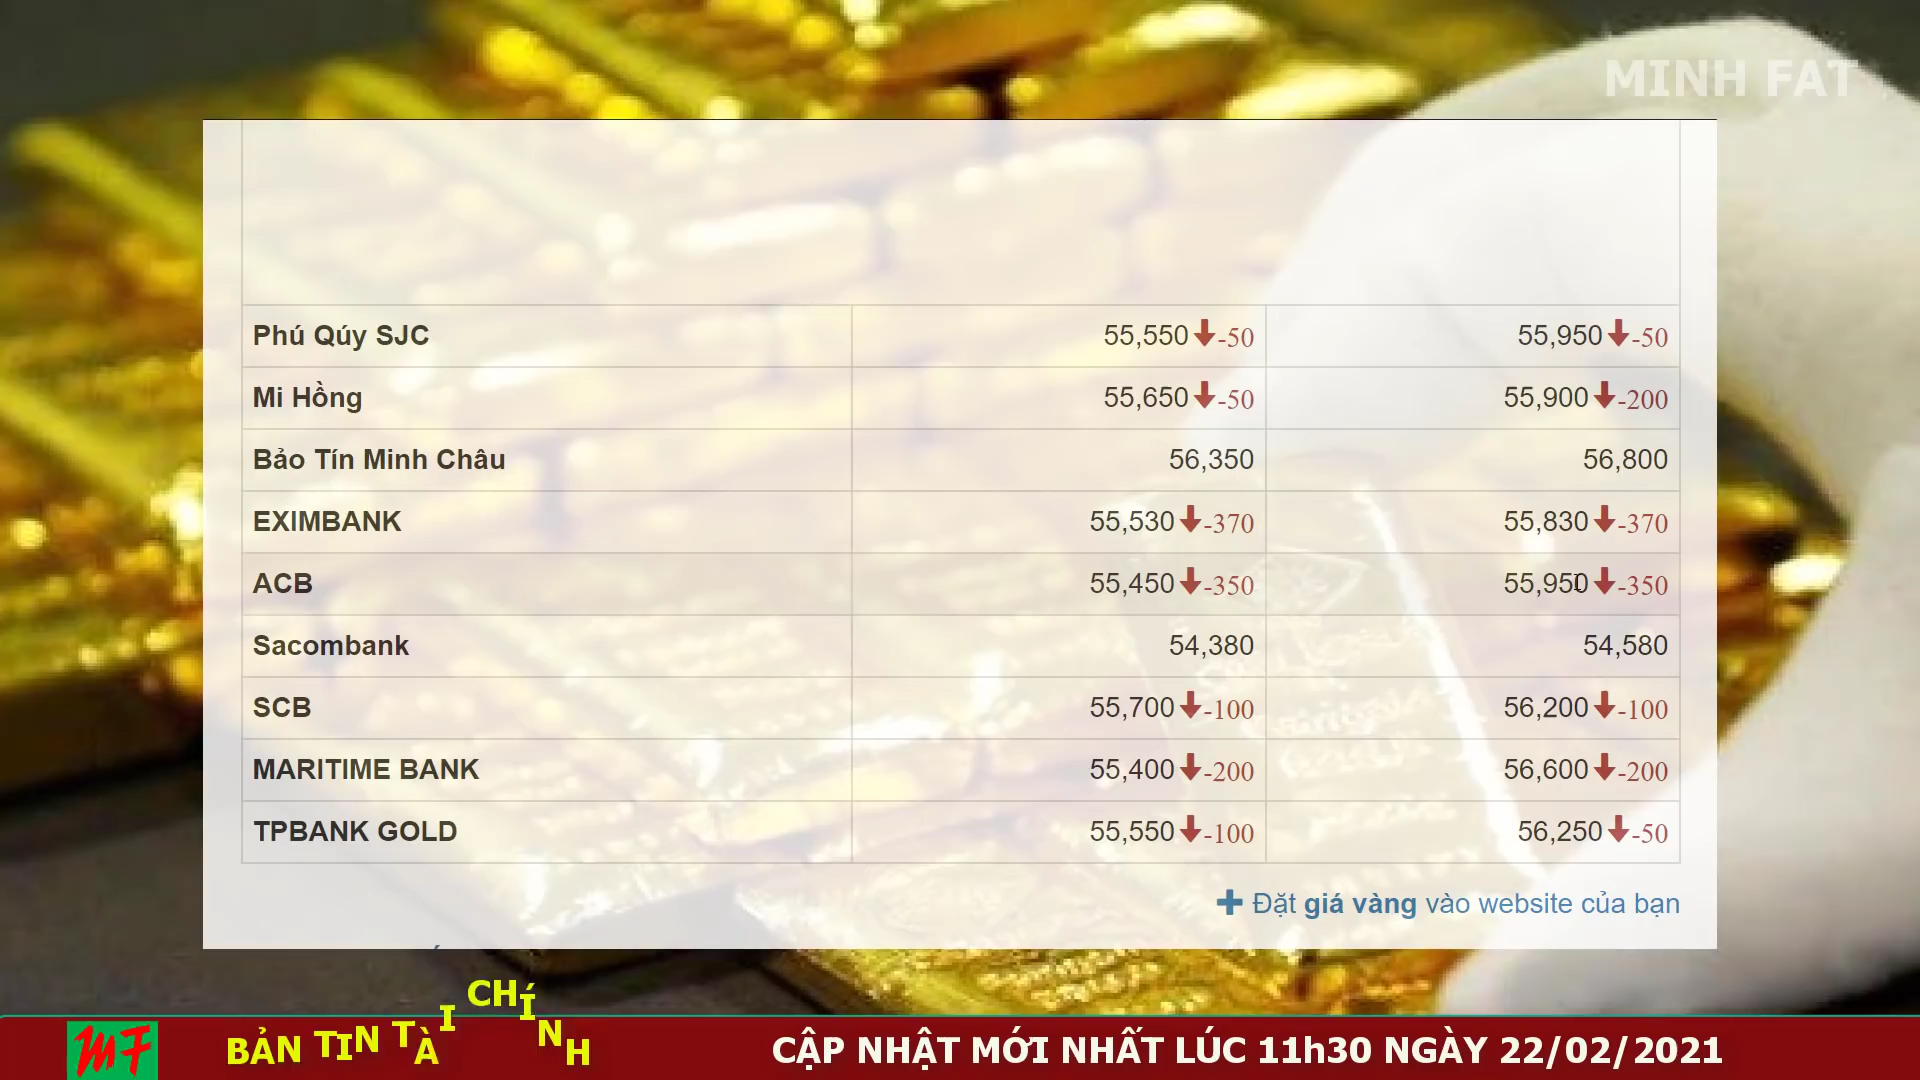 MINH FAT
Phú Qúy SJC 55,550 -50 55,950 -50
Mi Hồng 55,650 -50 55,900 -200
Bảo Tín Minh Châu 56,350 56,800
EXIMBANK 55,530 -370 55,830 -370
ACB 55,450 -350 55,950 -350
Sacombank 54,380 54,580
SCB 55,700 -100 56,200 -100
MARITIME BANK 55,400 -200 56,600 -200
TPBANK GOLD 55,550 -100 56,250 -50
Đặt giá vàng vào website của bạn
MF BẢN TIN TÀI CHÍNH CẬP NHẬT MỚI NHẤT LÚC 11h30 NGÀY 22/02/2021